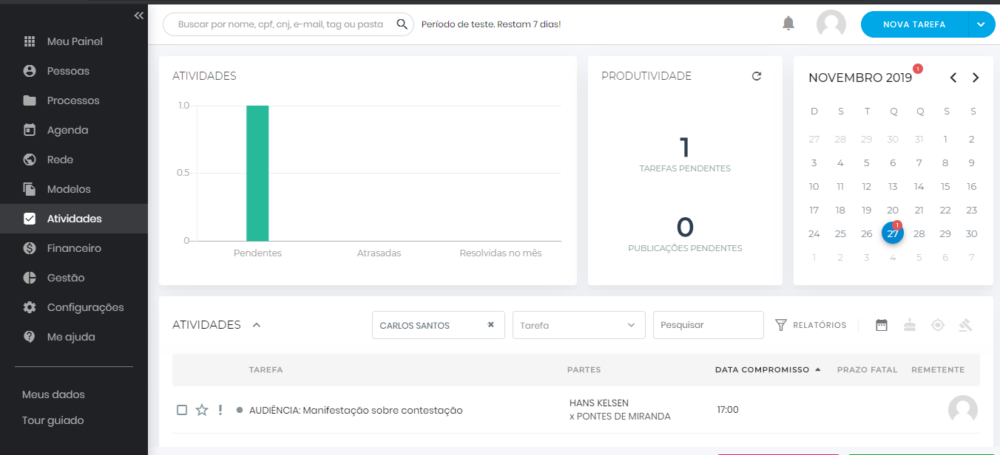 Meu Painel
Pessoas
Processos
Agenda
Rede
Modelos
Atividades
Financeiro
Gestão
Configurações
Me ajuda
Meus dados
Tour guiado
Buscar por nome, cpf, cnj, e-mail, tag ou pasta
Período de teste. Restam 7 dias!
NOVA TAREFA
ATIVIDADES
1.0
0.5
0
Pendentes Atrasadas Resolvidas no mês
PRODUTIVIDADE
1
TAREFAS PENDENTES
0
PUBLICAÇÕES PENDENTES
NOVEMBRO 2019 1
D S T Q Q S S
27 28 29 30 31 1 2
3 4 5 6 7 8 9
10 11 12 13 14 15 16
17 18 19 20 21 22 23
24 25 26 27 1 28 29 30
1 2 3 4 5 6 7
ATIVIDADES
CARLOS SANTOS ×
Tarefa
Pesquisar
RELATÓRIOS
TAREFA PARTES DATA COMPROMISSO PRAZO FATAL REMETENTE
! AUDIÊNCIA: Manifestação sobre contestação
HANS KELSEN
x PONTES DE MIRANDA
17:00